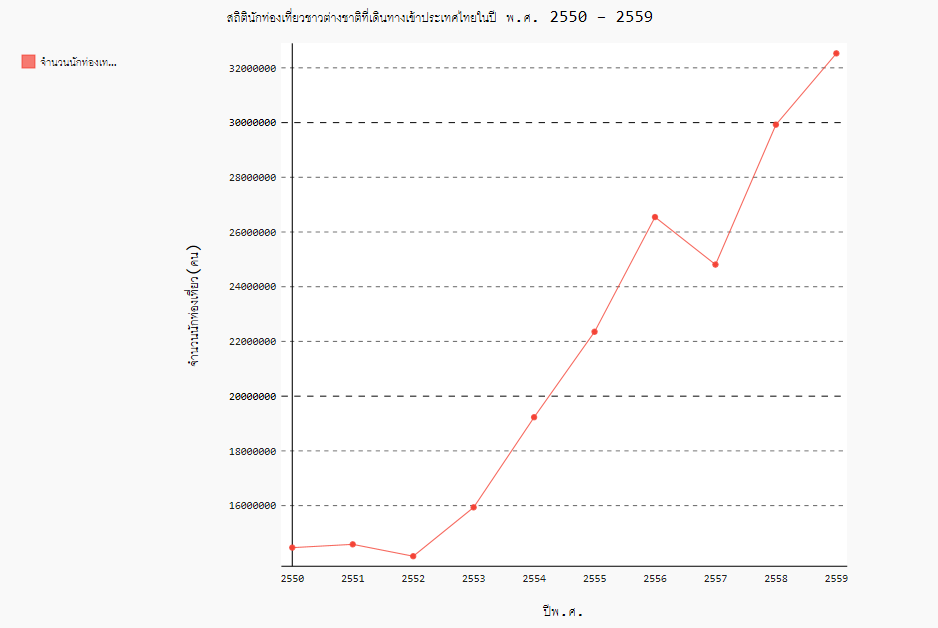 สถิตินักท่องเที่ยวชาวต่างชาติที่เดินทางเข้าประเทศไทยในปี พ.ศ. 2550 - 2559
จำนวนนักท่องเท...
32000000
30000000
28000000
26000000
24000000
22000000
20000000
18000000
16000000
จำนวนนักท่องเที่ยว(คน)
2550 2551 2552 2553 2554 2555 2556 2557 2558 2559
ปีพ.ศ.